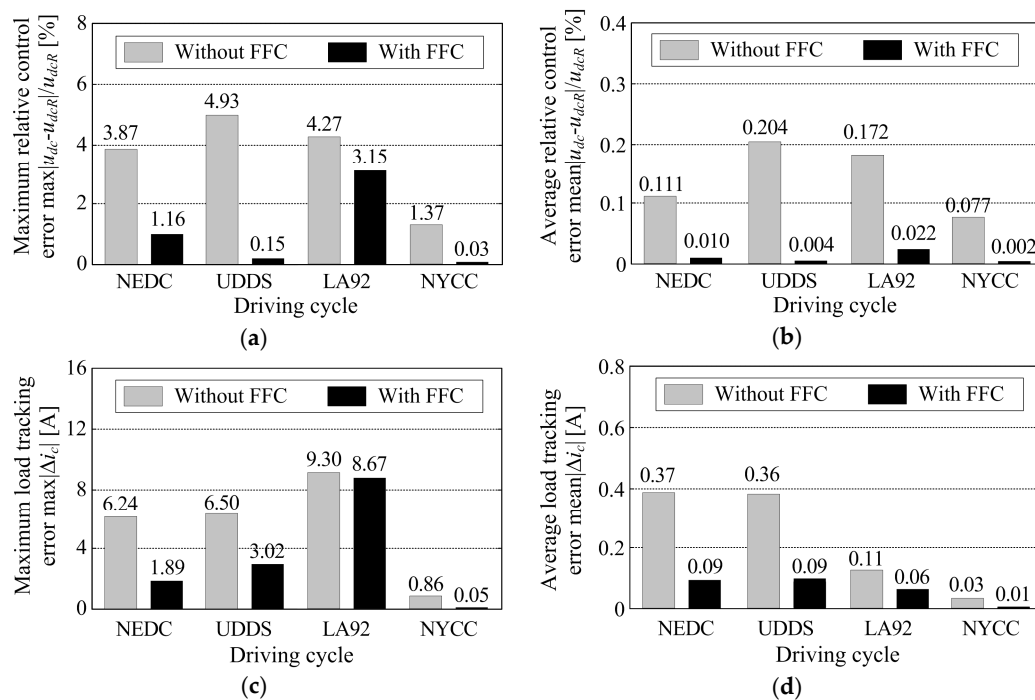 Maximum relative control
error max|u_dc-u_dcR|/u_dcR [%]
8
6
4
2
0
Without FFC
With FFC
3.87
1.16
4.93
0.15
4.27
3.15
1.37
0.03
NEDC
UDDS
LA92
NYCC
Driving cycle
(a)
Average relative control
error mean|u_dc-u_dcR|/u_dcR [%]
0.4
0.3
0.2
0.1
0
Without FFC
With FFC
0.111
0.010
0.204
0.004
0.172
0.022
0.077
0.002
NEDC
UDDS
LA92
NYCC
Driving cycle
(b)
Maximum load tracking
error max|Δi_c| [A]
16
12
8
4
0
Without FFC
With FFC
6.24
1.89
6.50
3.02
9.30
8.67
0.86
0.05
NEDC
UDDS
LA92
NYCC
Driving cycle
(c)
Average load tracking
error mean|Δi_c| [A]
0.8
0.6
0.4
0.2
0
Without FFC
With FFC
0.37
0.09
0.36
0.09
0.11
0.06
0.03
0.01
NEDC
UDDS
LA92
NYCC
Driving cycle
(d)